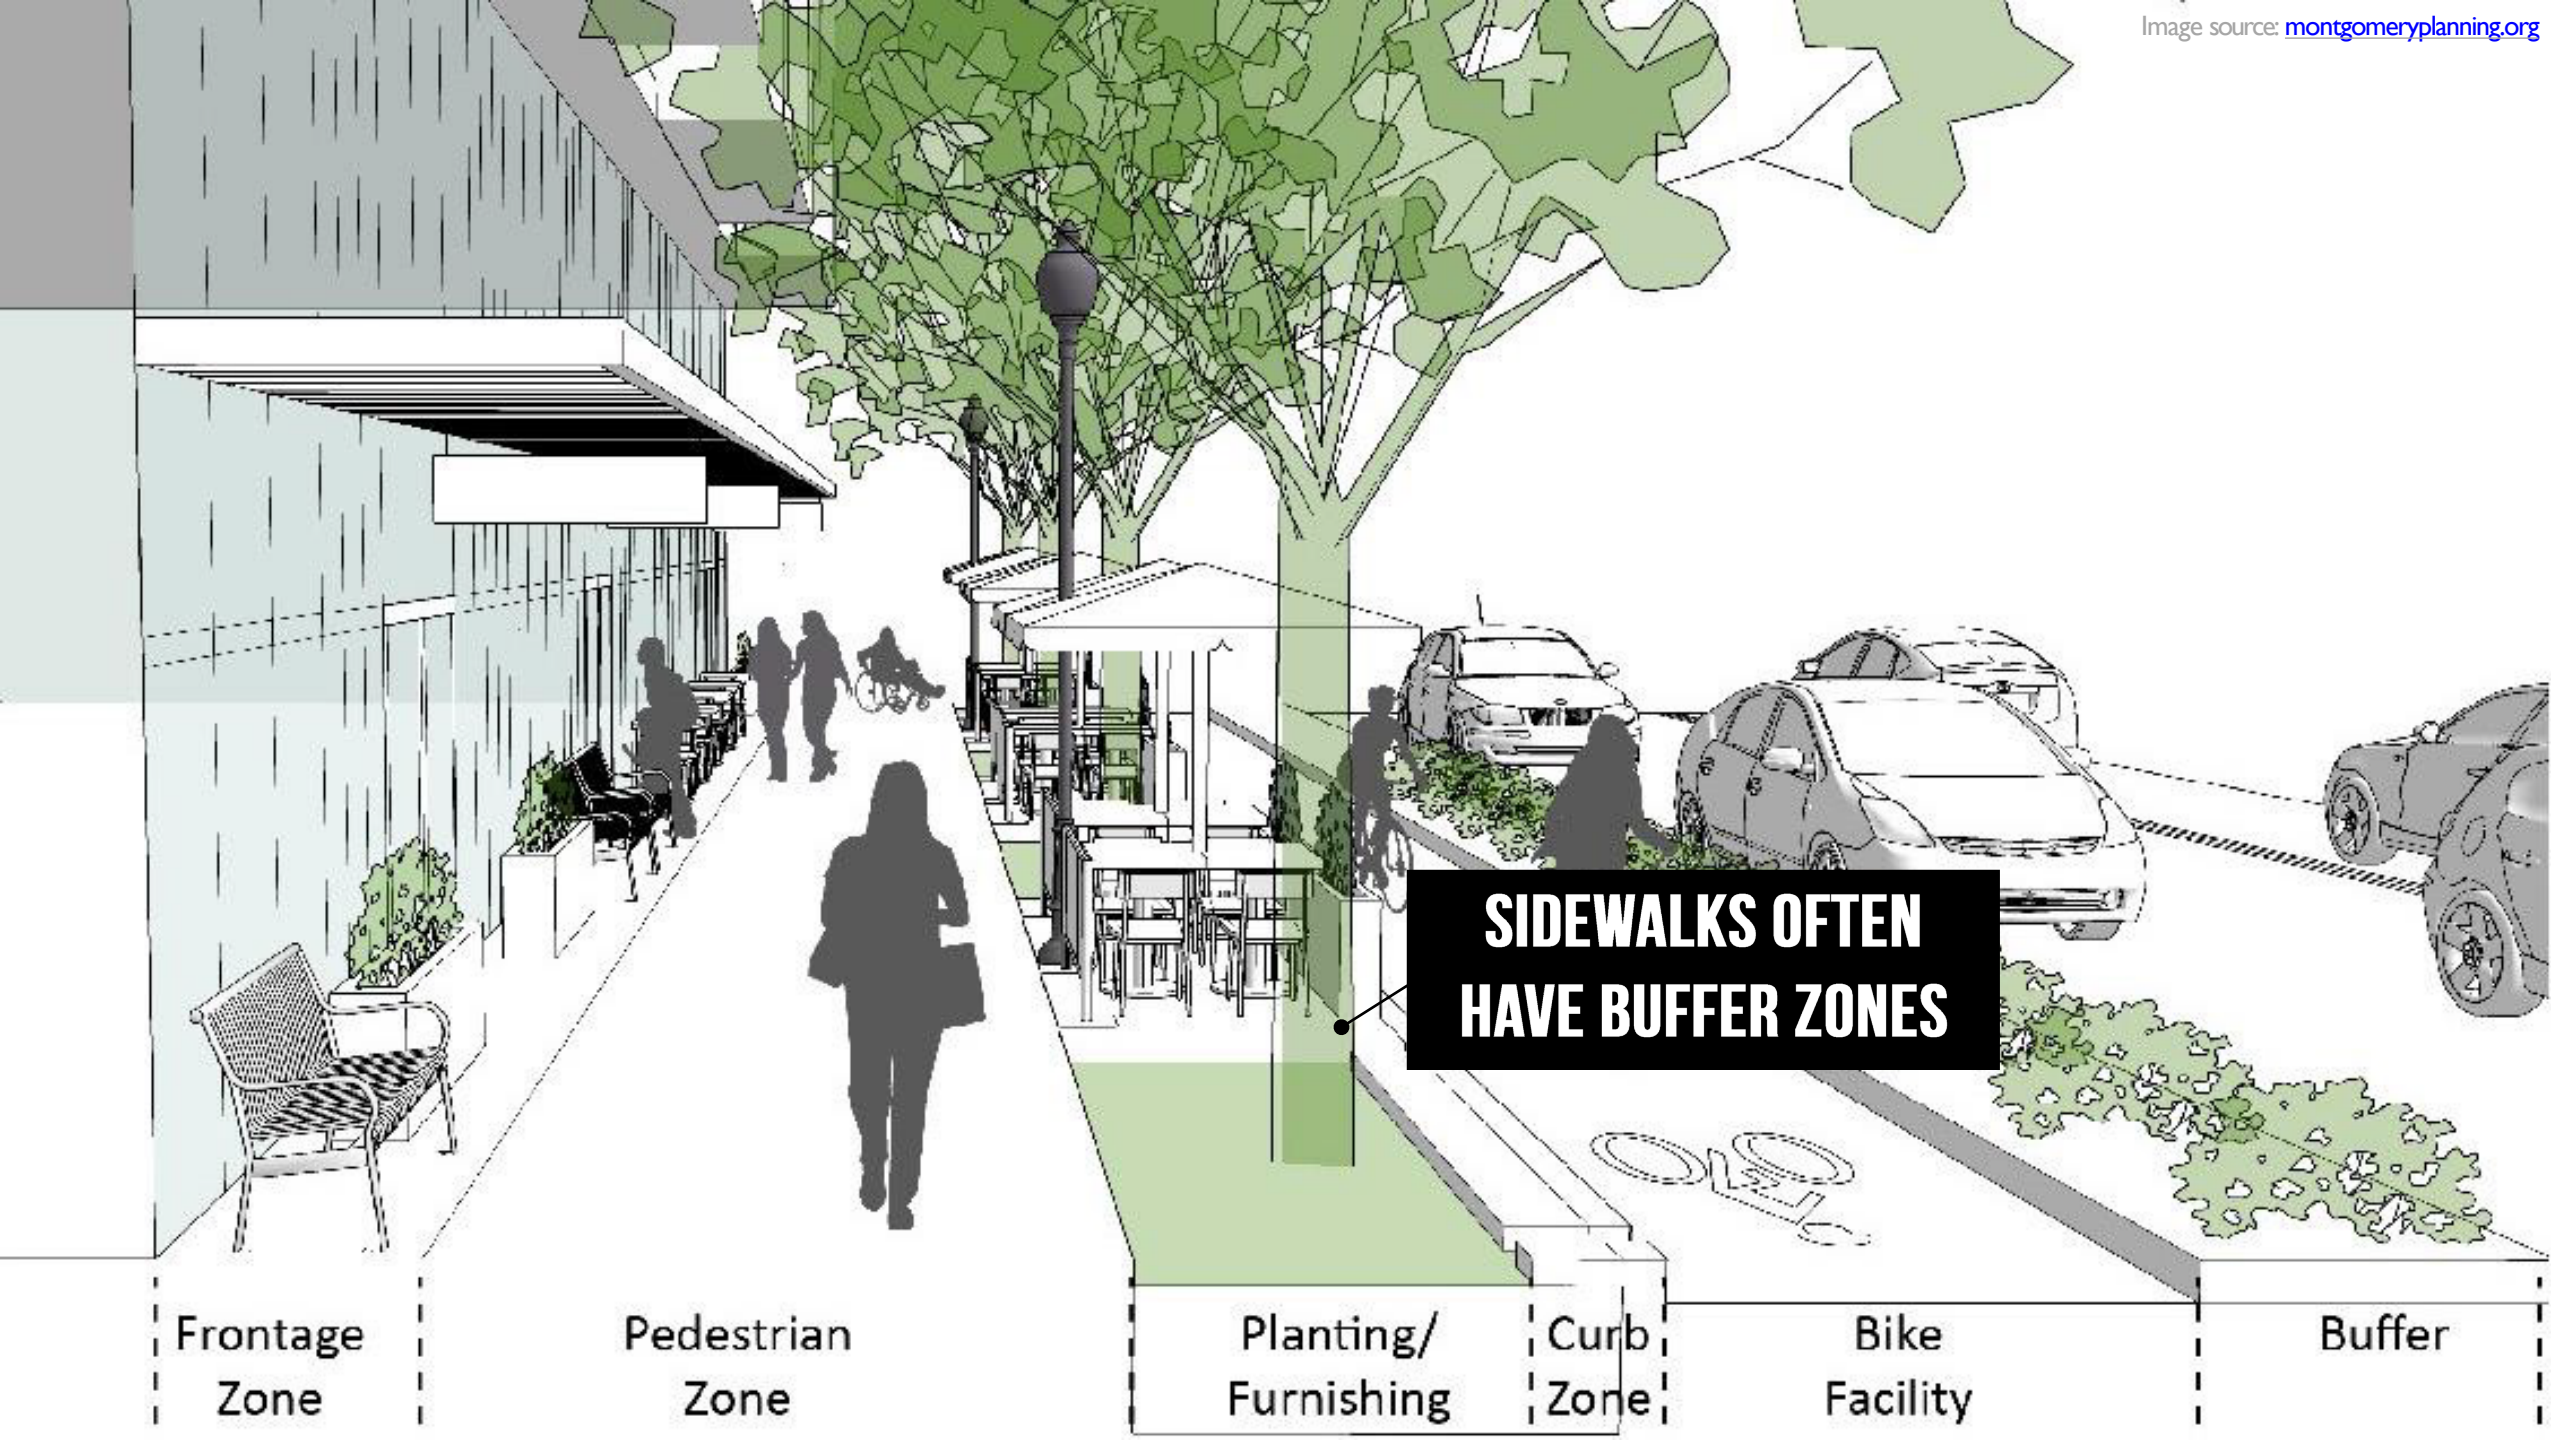 Image source: montgomeryplanning.org
SIDEWALKS OFTEN
HAVE BUFFER ZONES
Frontage
Zone
Pedestrian
Zone
Planting/
Furnishing
Curb
Zone
Bike
Facility
Buffer